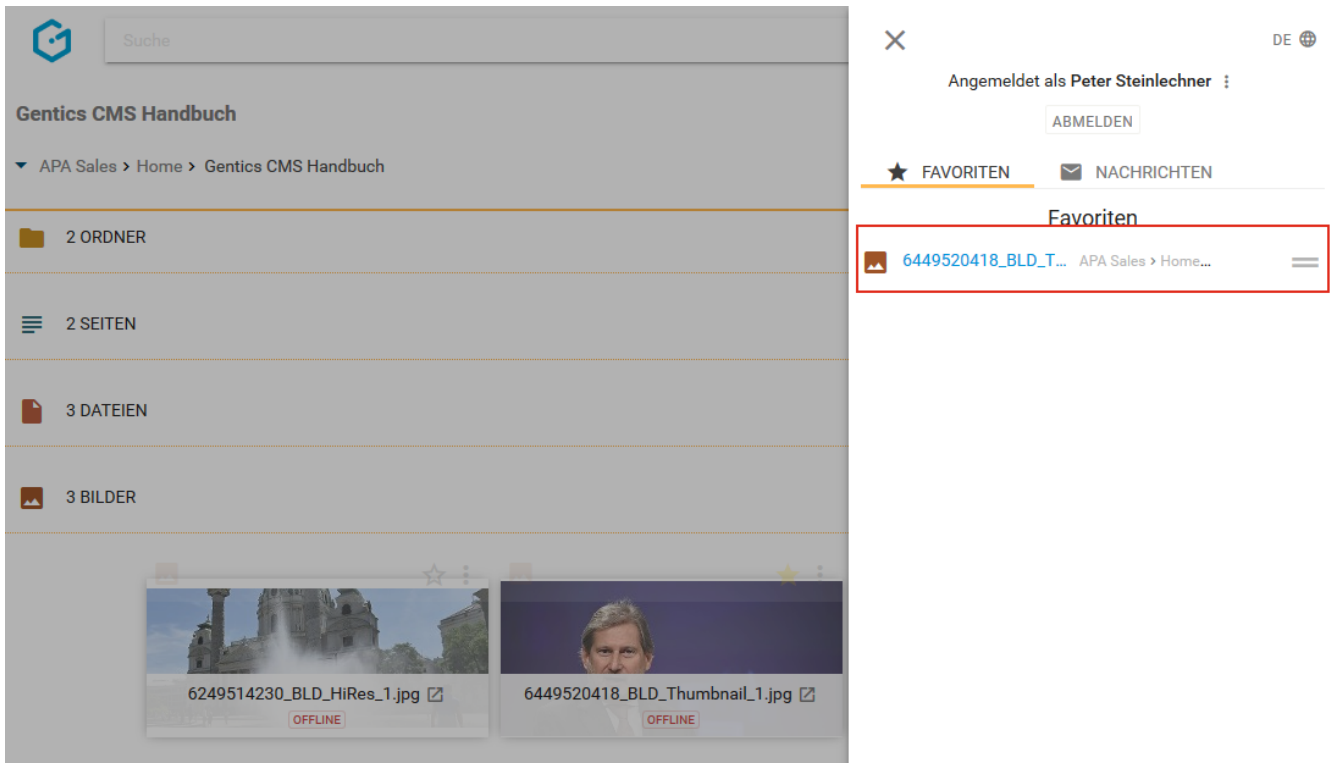 Suche
Gentics CMS Handbuch
APA Sales > Home > Gentics CMS Handbuch
2 ORDNER
2 SEITEN
3 DATEIEN
3 BILDER
6249514230_BLD_HiRes_1.jpg
OFFLINE
6449520418_BLD_Thumbnail_1.jpg
OFFLINE
DE
Angemeldet als Peter Steinlechner
ABMELDEN
FAVORITEN NACHRICHTEN
Favoriten
6449520418_BLD_T... APA Sales > Home...